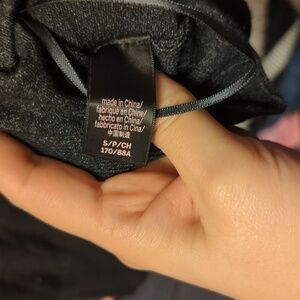 made in China/
fabriqué en Chine/
hecho en China/
fabbricato in Cina/
中国制造
S/P/CH
170/88A